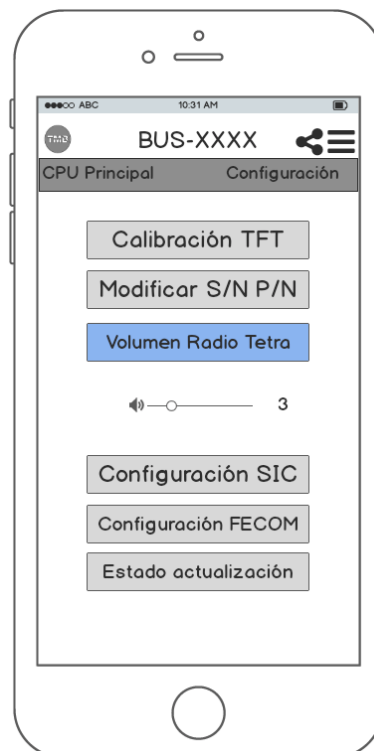 ABC 10:31 AM
TMB BUS-XXXX
CPU Principal Configuración
Calibración TFT
Modificar S/N P/N
Volumen Radio Tetra
3
Configuración SIC
Configuración FECOM
Estado actualización